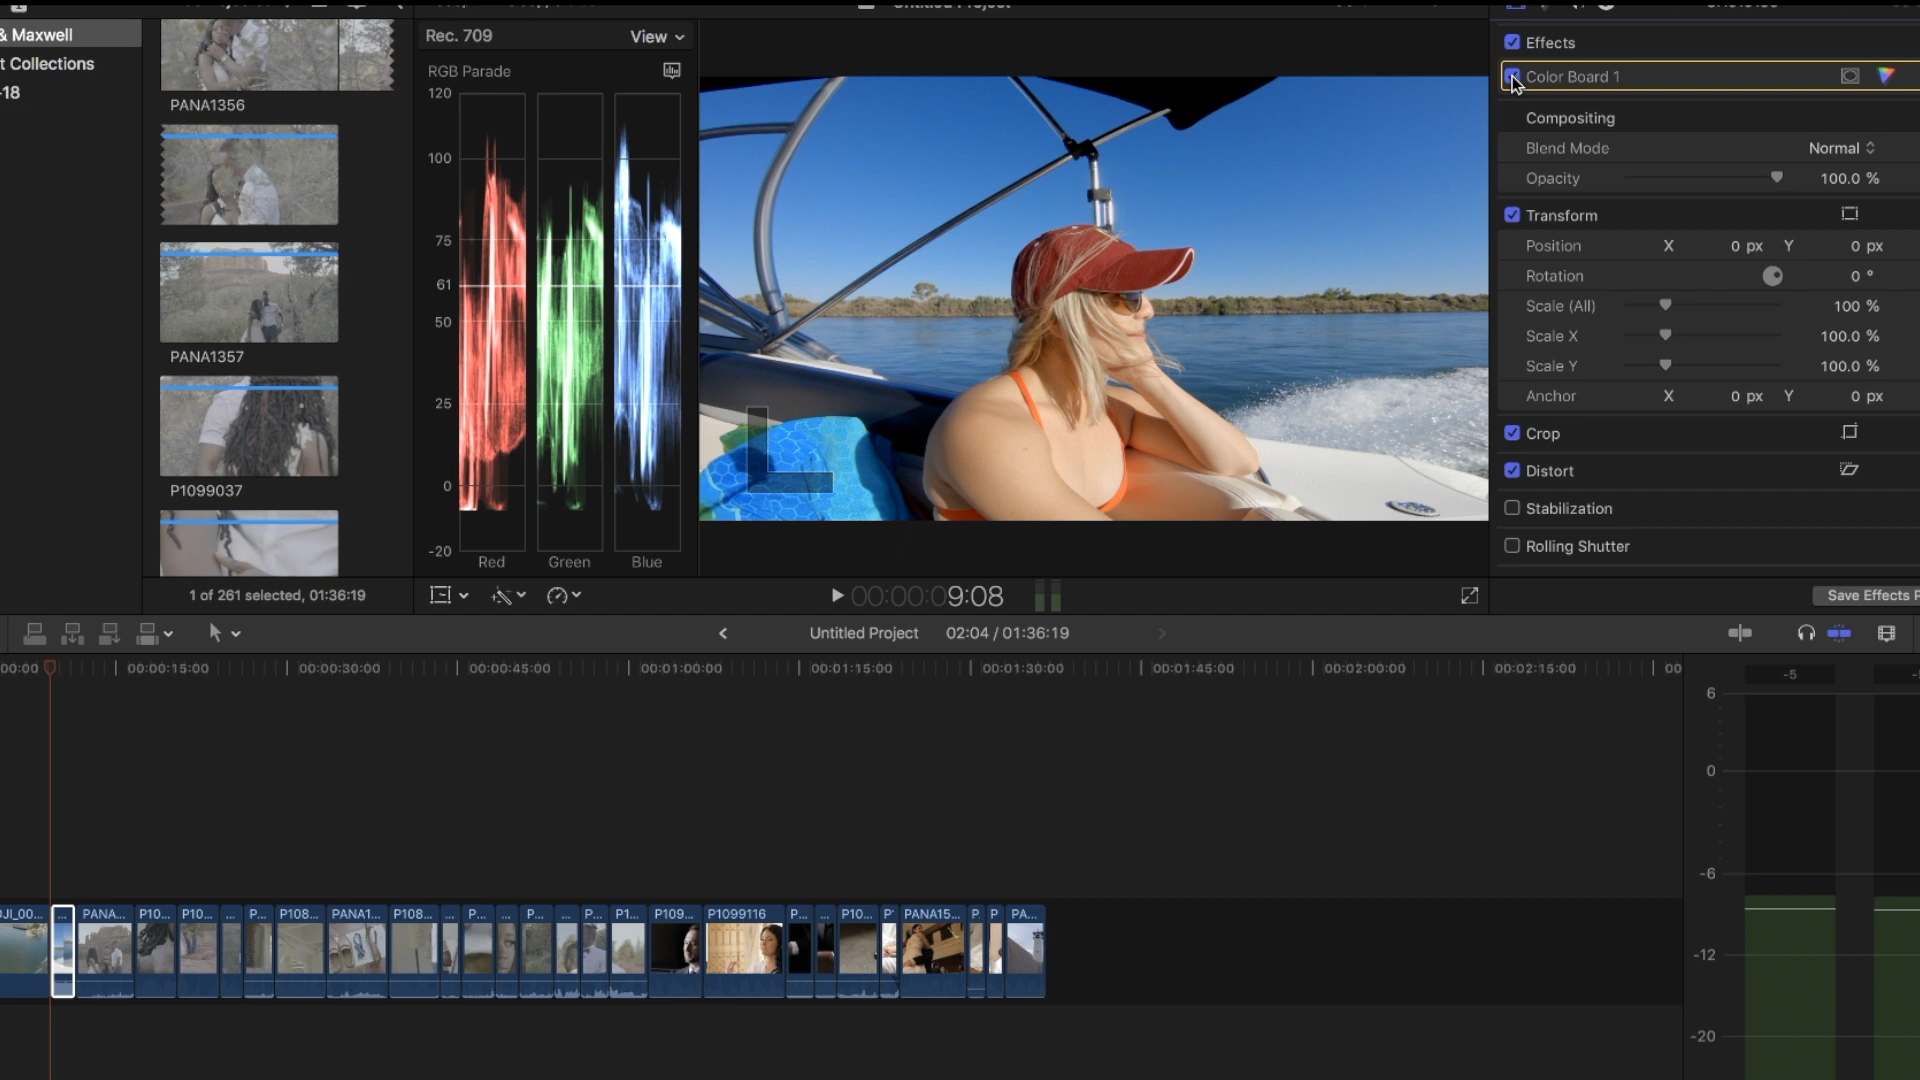 & Maxwell
t Collections
-18
PANA1356
PANA1357
P1099037
1 of 261 selected, 01:36:19
Rec. 709
View
RGB Parade
120
100
75
61
50
25
0
-20
Red
Green
Blue
Untitled Project
00:00:09:08
Effects
Color Board 1
Compositing
Blend Mode
Normal
Opacity
100.0 %
Transform
Position X 0 px Y 0 px
Rotation 0 °
Scale (All) 100 %
Scale X 100.0 %
Scale Y 100.0 %
Anchor X 0 px Y 0 px
Crop
Distort
Stabilization
Rolling Shutter
Save Effects P
Untitled Project 02:04 / 01:36:19
00:00 00:00:15:00 00:00:30:00 00:00:45:00 00:01:00:00 00:01:15:00 00:01:30:00 00:01:45:00 00:02:00:00 00:02:15:00 00
-5
6
0
-6
-12
-20
JI_00... ... PANA... P10... P10... ... P... P108... PANA1... P108... ... P... ... P... ... P... P1... P109... P1099116 P... ... P10... P' PANA15... P P PA...